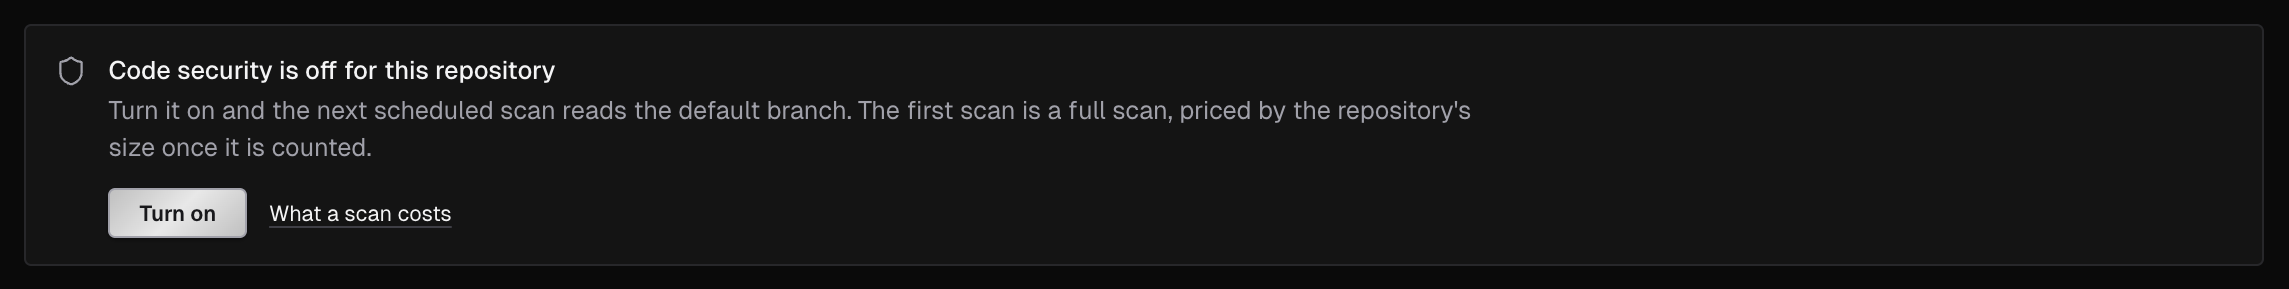 Code security is off for this repository
Turn it on and the next scheduled scan reads the default branch. The first scan is a full scan, priced by the repository's
size once it is counted.
Turn on
What a scan costs